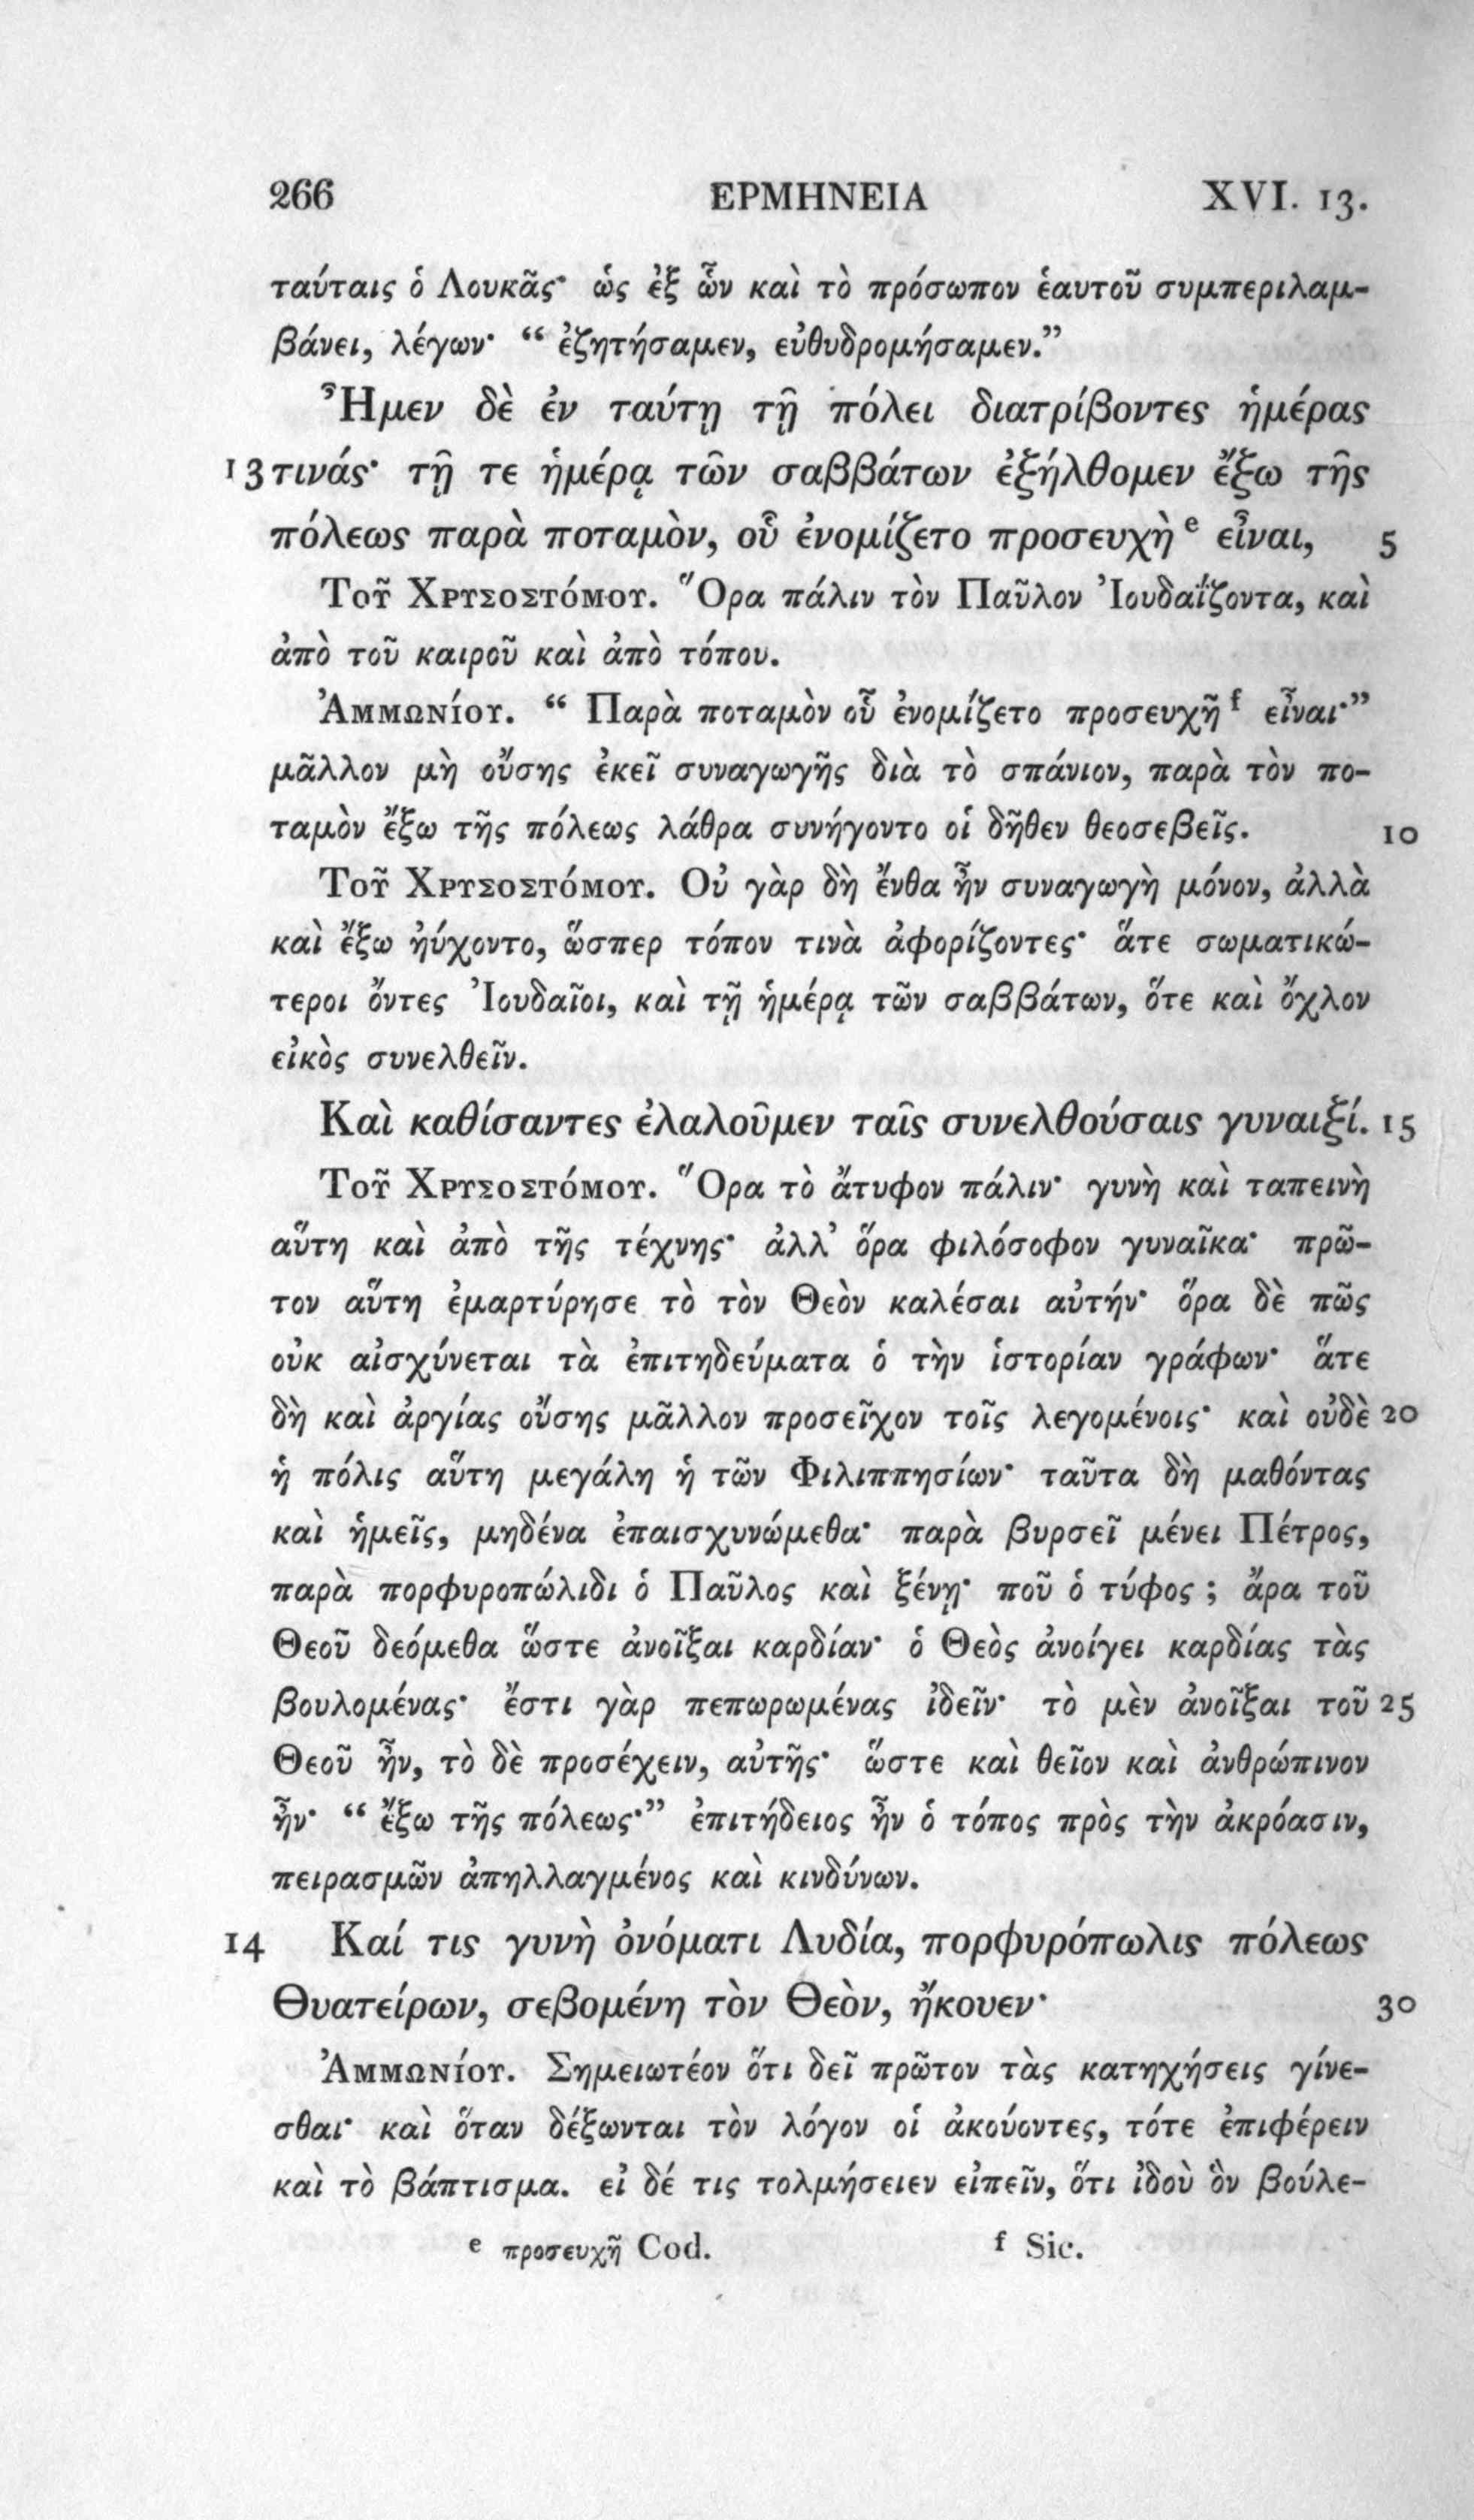 266 ΕΡΜΗΝΕΙΑ XVI. 13.
ταύταις ὁ Λουκᾶς· ὡς ἐξ ὧν καὶ τὸ πρόσωπον ἑαυτοῦ συμπεριλαμ-
βάνει, λέγων· “ ἐζητήσαμεν, εὐθυδρομήσαμεν.”
Ἦμεν δὲ ἐν ταύτῃ τῇ πόλει διατρίβοντες ἡμέρας
13 τινάς· τῇ τε ἡμέρᾳ τῶν σαββάτων ἐξήλθομεν ἔξω τῆς
πόλεως παρὰ ποταμὸν, οὗ ἐνομίζετο προσευχὴ e εἶναι, 5
Τοῦ Χρυσοστόμου. Ὅρα πάλιν τὸν Παῦλον Ἰουδαΐζοντα, καὶ
ἀπὸ τοῦ καιροῦ καὶ ἀπὸ τόπου.
Ἀμμωνίου. “ Παρὰ ποταμὸν οὗ ἐνομίζετο προσευχῆ f εἶναι·”
μᾶλλον μὴ οὔσης ἐκεῖ συναγωγῆς διὰ τὸ σπάνιον, παρὰ τὸν πο-
ταμὸν ἔξω τῆς πόλεως λάθρα συνήγοντο οἱ δῆθεν θεοσεβεῖς. 10
Τοῦ Χρυσοστόμου. Οὐ γὰρ δὴ ἔνθα ἦν συναγωγὴ μόνον, ἀλλὰ
καὶ ἔξω ηὐχοντο, ὥσπερ τόπον τινὰ ἀφορίζοντες· ἅτε σωματικώ-
τεροι ὄντες Ἰουδαῖοι, καὶ τῇ ἡμέρᾳ τῶν σαββάτων, ὅτε καὶ ὄχλον
εἰκὸς συνελθεῖν.
Καὶ καθίσαντες ἐλαλοῦμεν ταῖς συνελθούσαις γυναιξί. 15
Τοῦ Χρυσοστόμου. Ὅρα τὸ ἄτυφον πάλιν· γυνὴ καὶ ταπεινὴ
αὕτη καὶ ἀπὸ τῆς τέχνης· ἀλλ’ ὅρα φιλόσοφον γυναῖκα· πρῶ-
τον αὕτη ἐμαρτύρησε τὸ τὸν Θεὸν καλέσαι αὐτήν· ὅρα δὲ πῶς
οὐκ αἰσχύνεται τὰ ἐπιτηδεύματα ὁ τὴν ἱστορίαν γράφων· ἅτε
δὴ καὶ ἀργίας οὔσης μᾶλλον προσεῖχον τοῖς λεγομένοις· καὶ οὐδὲ 20
ἡ πόλις αὕτη μεγάλη ἡ τῶν Φιλιππησίων· ταῦτα δὴ μαθόντας
καὶ ἡμεῖς, μηδένα ἐπαισχυνώμεθα· παρὰ βυρσεῖ μένει Πέτρος,
παρὰ πορφυροπώλιδι ὁ Παῦλος καὶ ξένῃ· ποῦ ὁ τύφος ; ἄρα τοῦ
Θεοῦ δεόμεθα ὥστε ἀνοῖξαι καρδίαν· ὁ Θεὸς ἀνοίγει καρδίας τὰς
βουλομένας· ἔστι γὰρ πεπωρωμένας ἰδεῖν· τὸ μὲν ἀνοῖξαι τοῦ 25
Θεοῦ ἦν, τὸ δὲ προσέχειν, αὐτῆς· ὥστε καὶ θεῖον καὶ ἀνθρώπινον
ἦν· “ ἔξω τῆς πόλεως·” ἐπιτήδειος ἦν ὁ τόπος πρὸς τὴν ἀκρόασιν,
πειρασμῶν ἀπηλλαγμένος καὶ κινδύνων.
14 Καί τις γυνὴ ὀνόματι Λυδία, πορφυρόπωλις πόλεως
Θυατείρων, σεβομένη τὸν Θεὸν, ἤκουεν· 30
Ἀμμωνίου. Σημειωτέον ὅτι δεῖ πρῶτον τὰς κατηχήσεις γίνε-
σθαι· καὶ ὅταν δέξωνται τὸν λόγον οἱ ἀκούοντες, τότε ἐπιφέρειν
καὶ τὸ βάπτισμα. εἰ δέ τις τολμήσειεν εἰπεῖν, ὅτι ἰδοὺ ὃν βούλε-
e προσευχῆ Cod. f Sic.